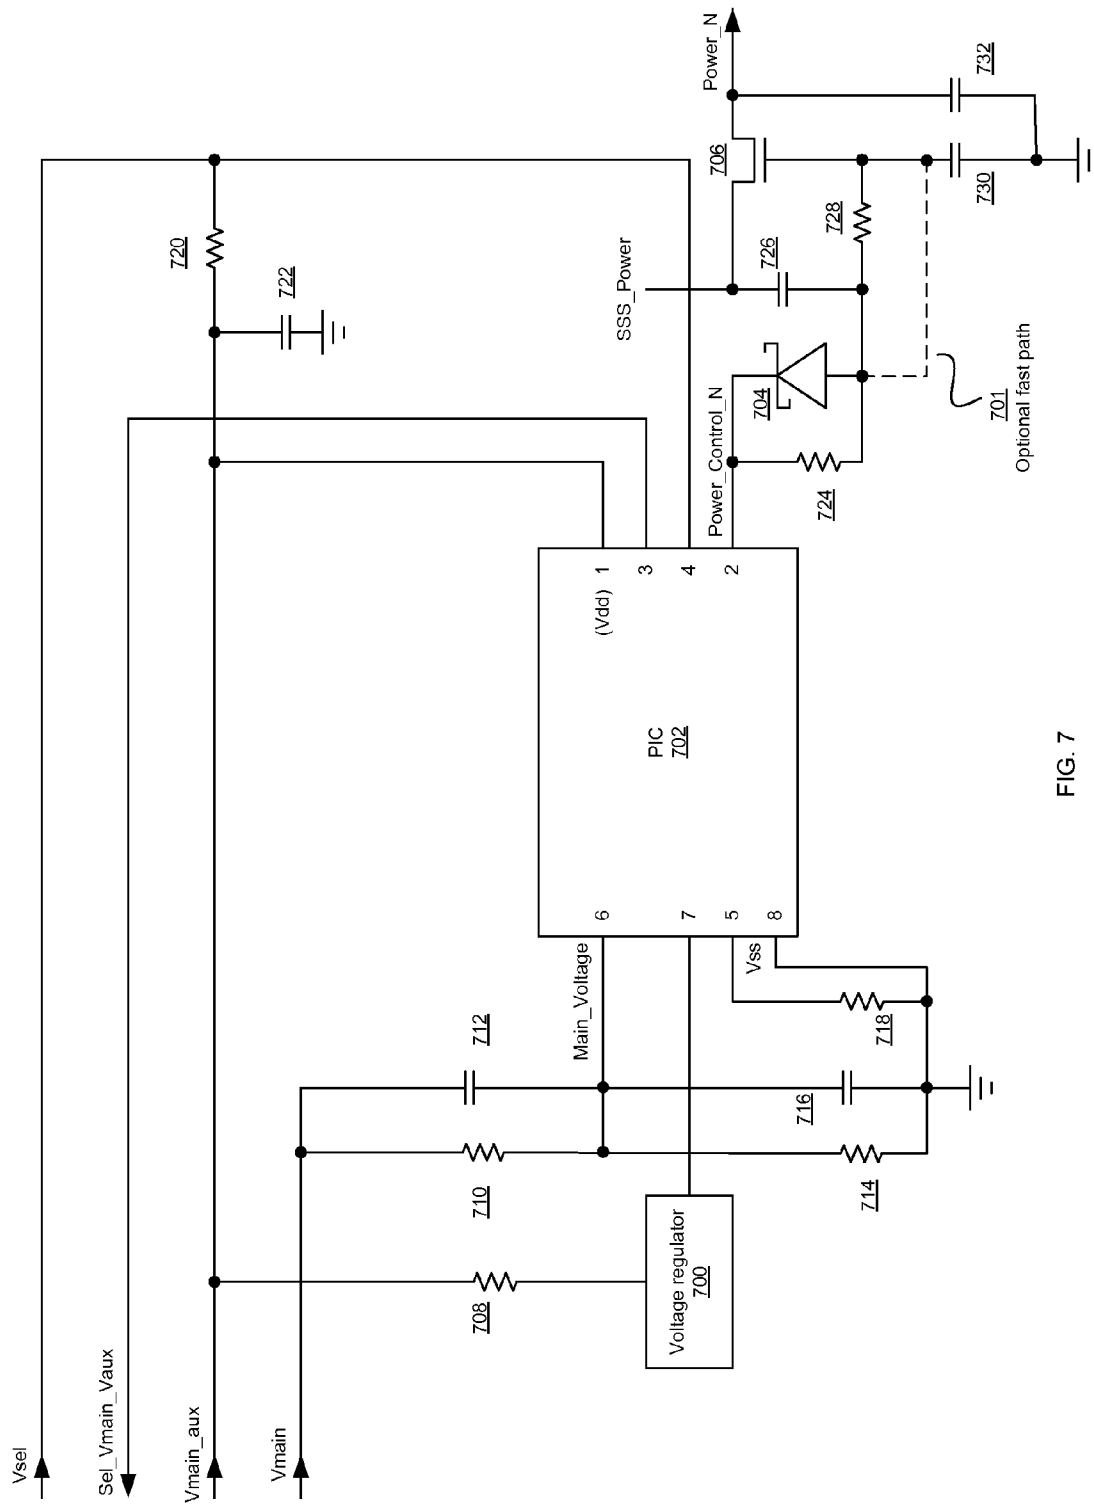 Vsel
Sel_Vmain_Vaux
Vmain_aux
Vmain
720
722
708
710
712
714
716
718
Voltage regulator
700
Main_Voltage
Vss
6
7
5
8
PIC
702
(Vdd) 1
3
4
2
Power_Control_N
704
724
SSS_Power
726
728
706
Power_N
730
732
701
Optional fast path
FIG. 7